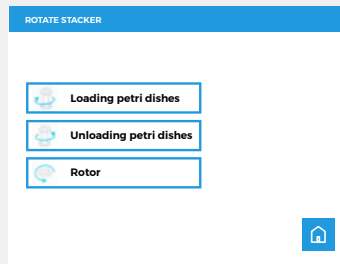 ROTATE STACKER
Loading petri dishes
Unloading petri dishes
Rotor